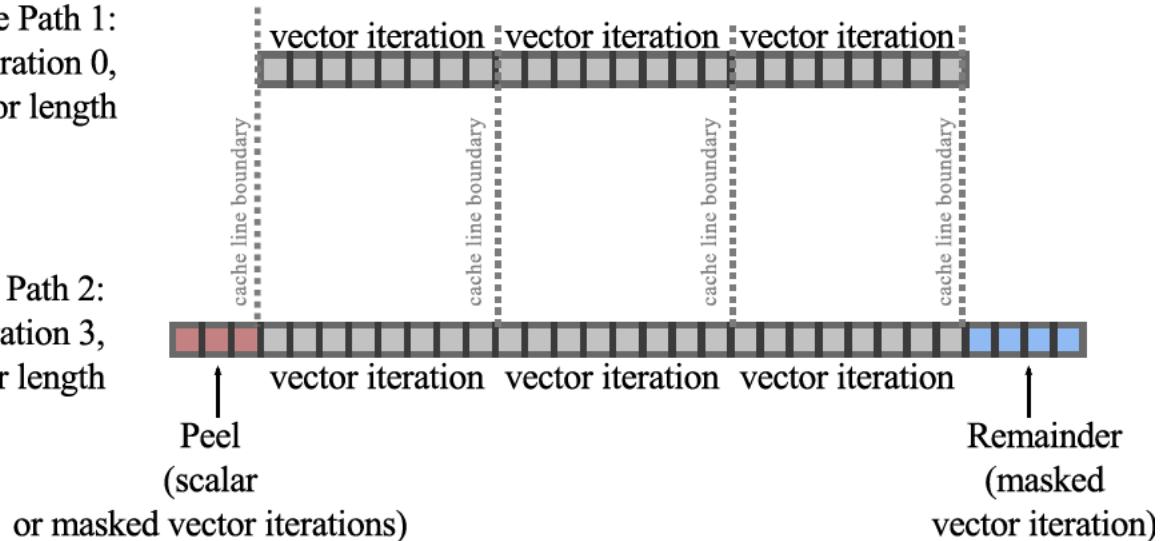 e Path 1:
ration 0,
or length
vector iteration vector iteration vector iteration
cache line boundary
cache line boundary
cache line boundary
cache line boundary
Path 2:
ation 3,
r length
vector iteration vector iteration vector iteration
Peel
(scalar
or masked vector iterations)
Remainder
(masked
vector iteration)